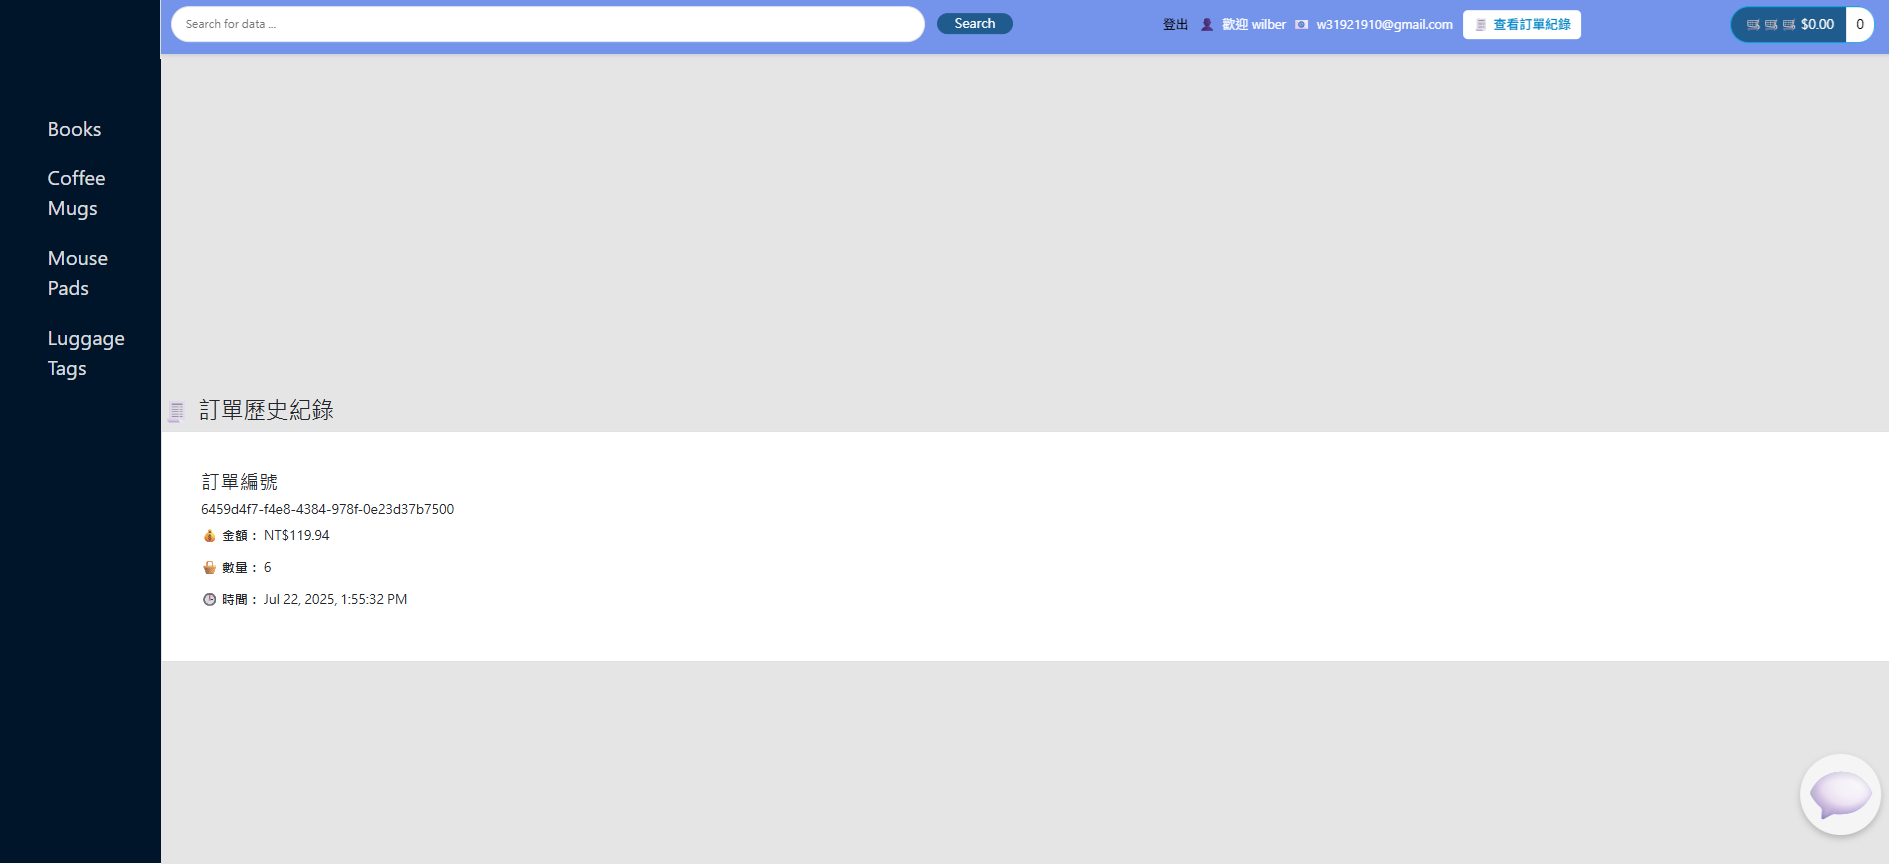 Search for data ...
Search
登出 歡迎 wilber w31921910@gmail.com 查看訂單紀錄
$0.00 0
Books
Coffee
Mugs
Mouse
Pads
Luggage
Tags
訂單歷史紀錄
訂單編號
6459d4f7-f4e8-4384-978f-0e23d37b7500
金額： NT$119.94
數量： 6
時間： Jul 22, 2025, 1:55:32 PM